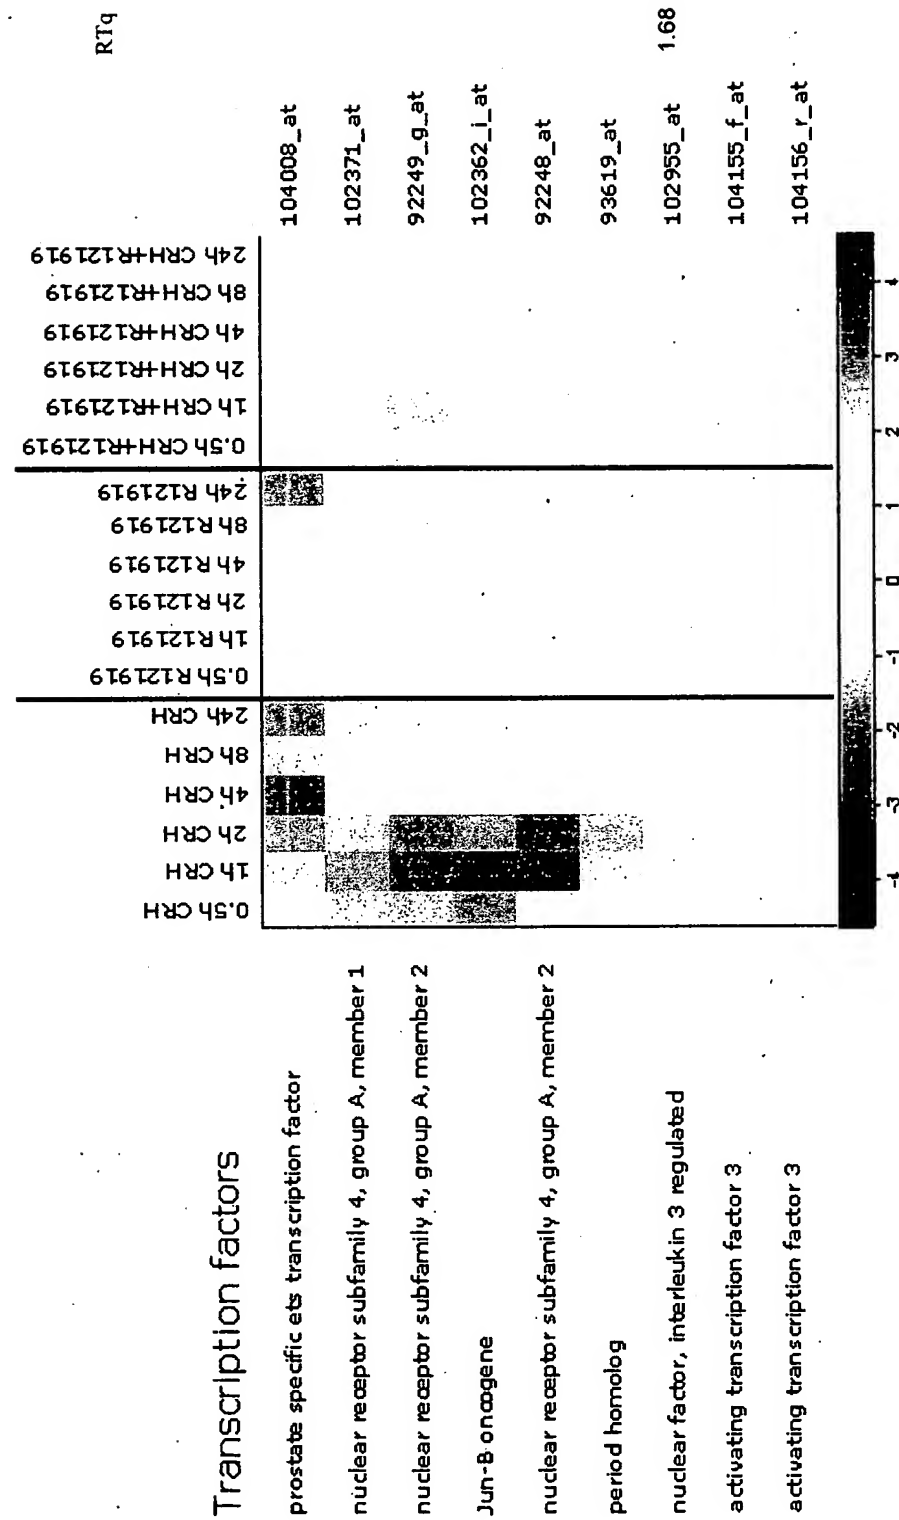 RTq
Transcription factors
0.5h CRH
1h CRH
2h CRH
4h CRH
8h CRH
24h CRH
0.5h R121919
1h R121919
2h R121919
4h R121919
8h R121919
24h R121919
0.5h CRH+R121919
1h CRH+R121919
2h CRH+R121919
4h CRH+R121919
8h CRH+R121919
24h CRH+R121919
prostate specific ets transcription factor 104008_at
nuclear receptor subfamily 4, group A, member 1 102371_at
nuclear receptor subfamily 4, group A, member 2 92249_g_at
Jun-B oncogene 102362_i_at
nuclear receptor subfamily 4, group A, member 2 92248_at
period homolog 93619_at
nuclear factor, interleukin 3 regulated 102955_at 1.68
activating transcription factor 3 104155_f_at
activating transcription factor 3 104156_r_at
-4 -3 -2 -1 0 1 2 3 4